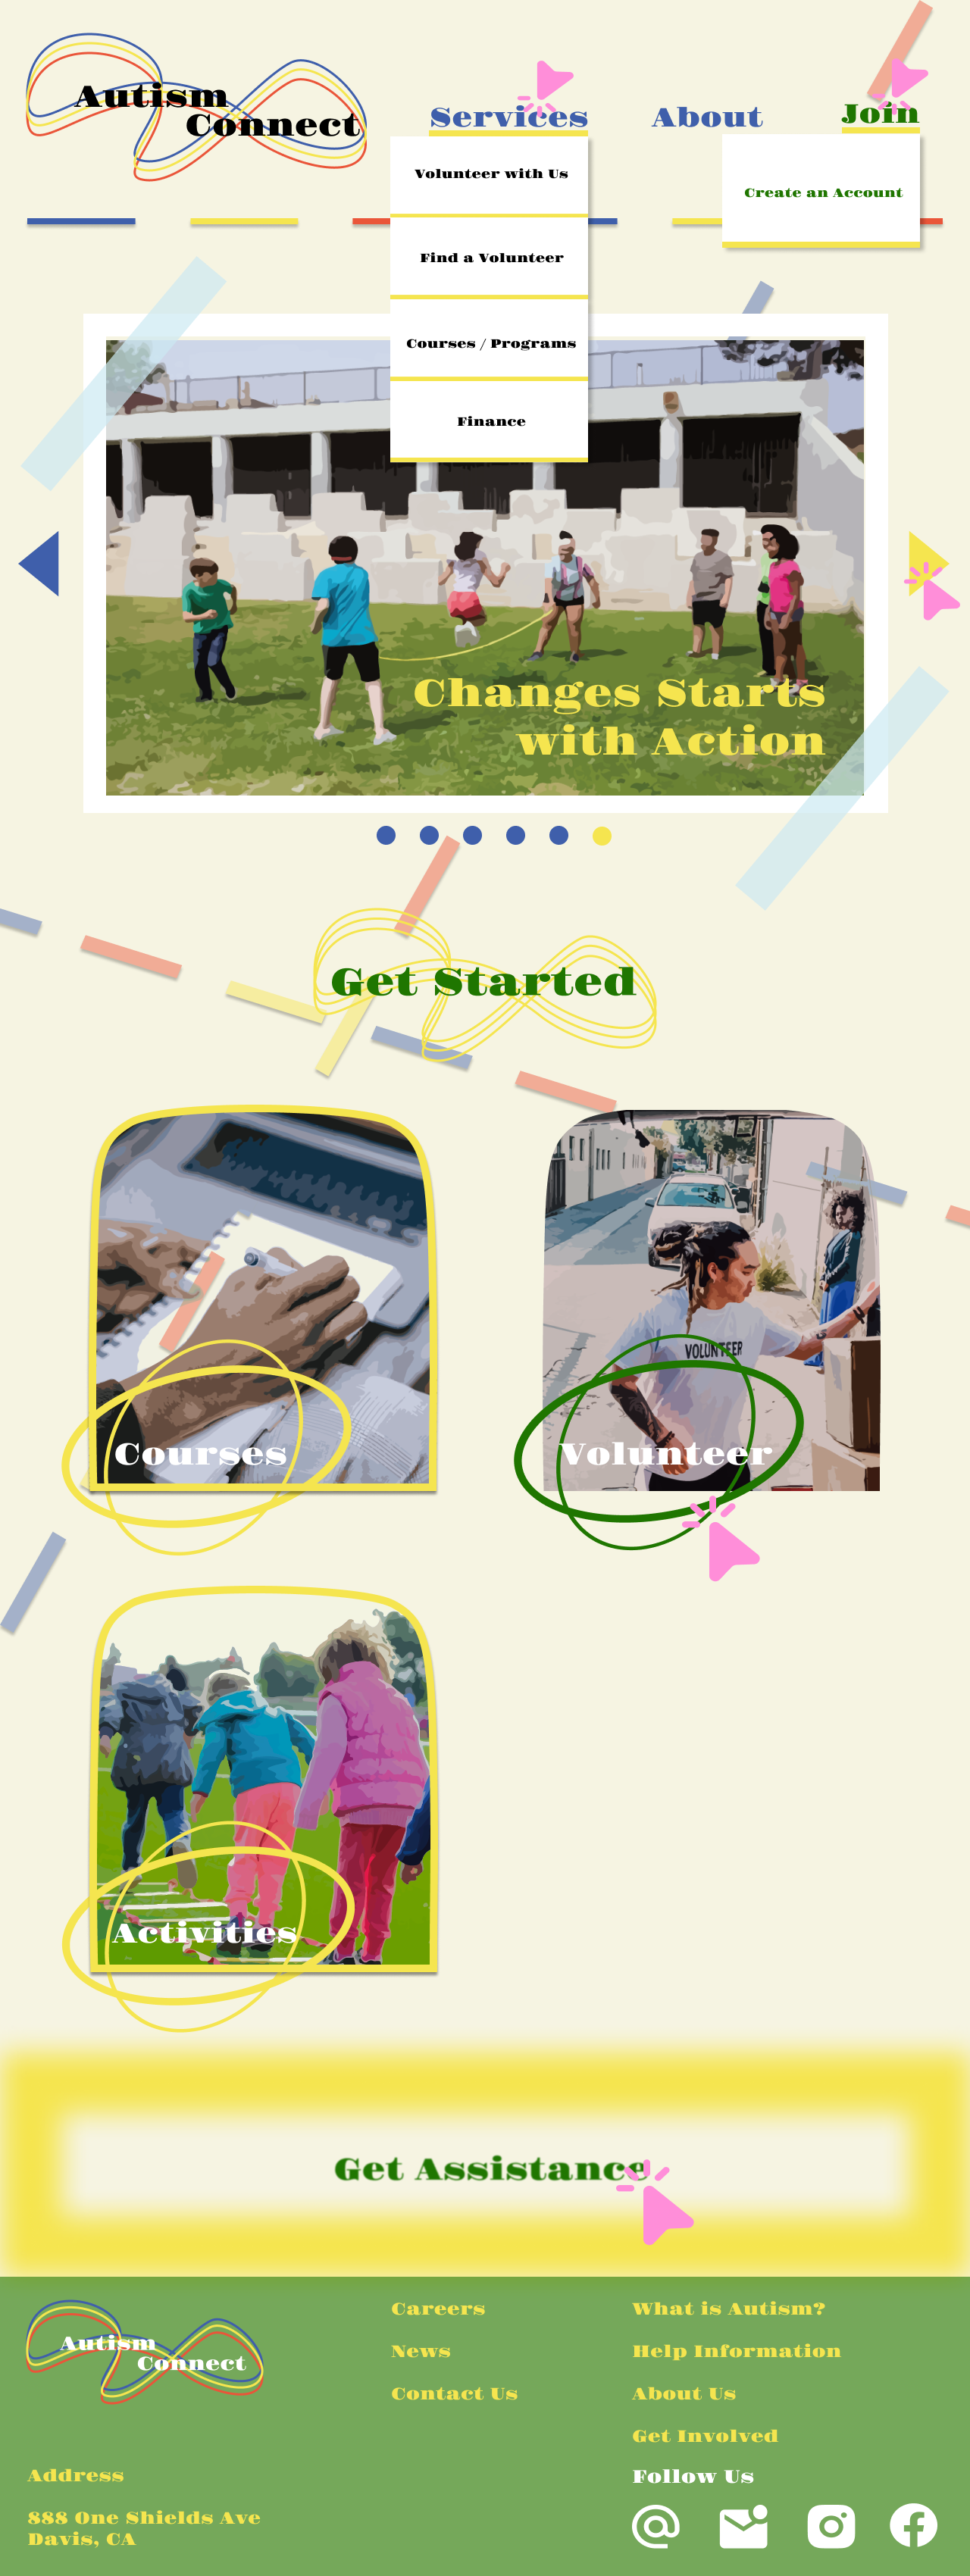 Autism
Connect
Services
About
Join
Volunteer with Us
Find a Volunteer
Courses / Programs
Finance
Create an Account
Changes Starts
with Action
Get Started
VOLUNTEER
Courses
Volunteer
Activities
Get Assistance
Autism
Connect
Careers
News
Contact Us
What is Autism?
Help Information
About Us
Get Involved
Follow Us
Address
888 One Shields Ave
Davis, CA